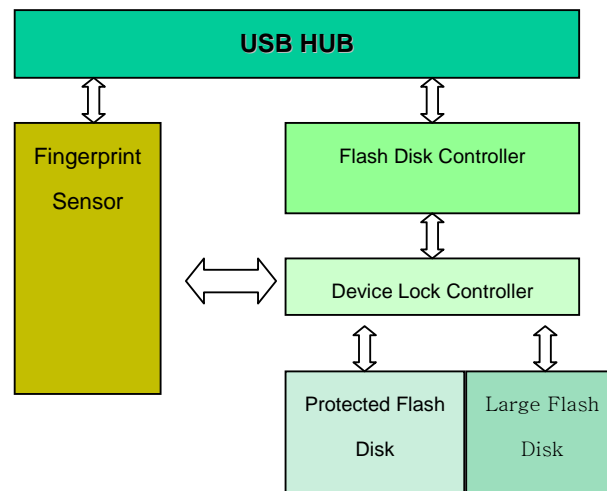 USB HUB
Fingerprint
Sensor
Flash Disk Controller
Device Lock Controller
Protected Flash
Disk
Large Flash
Disk